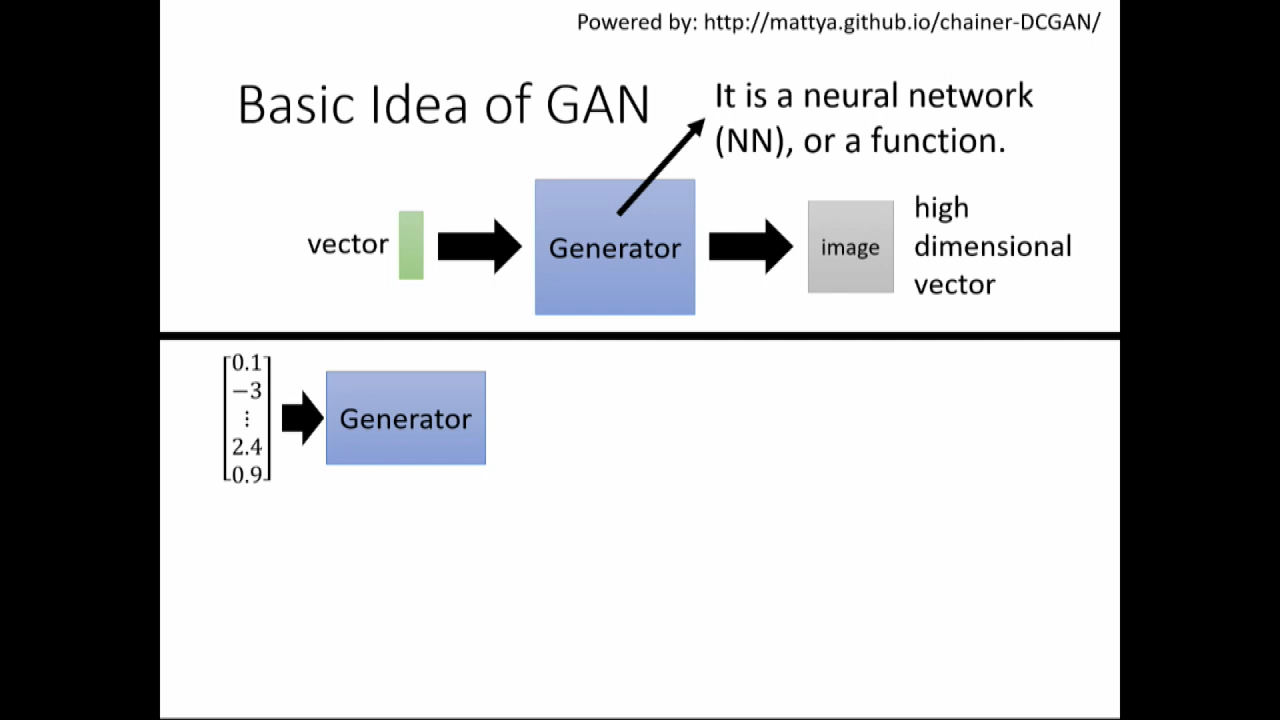 Powered by: http://mattya.github.io/chainer-DCGAN/
Basic Idea of GAN
It is a neural network
(NN), or a function.
vector
Generator
image
high
dimensional
vector
0.1
−3
⋮
2.4
0.9
Generator